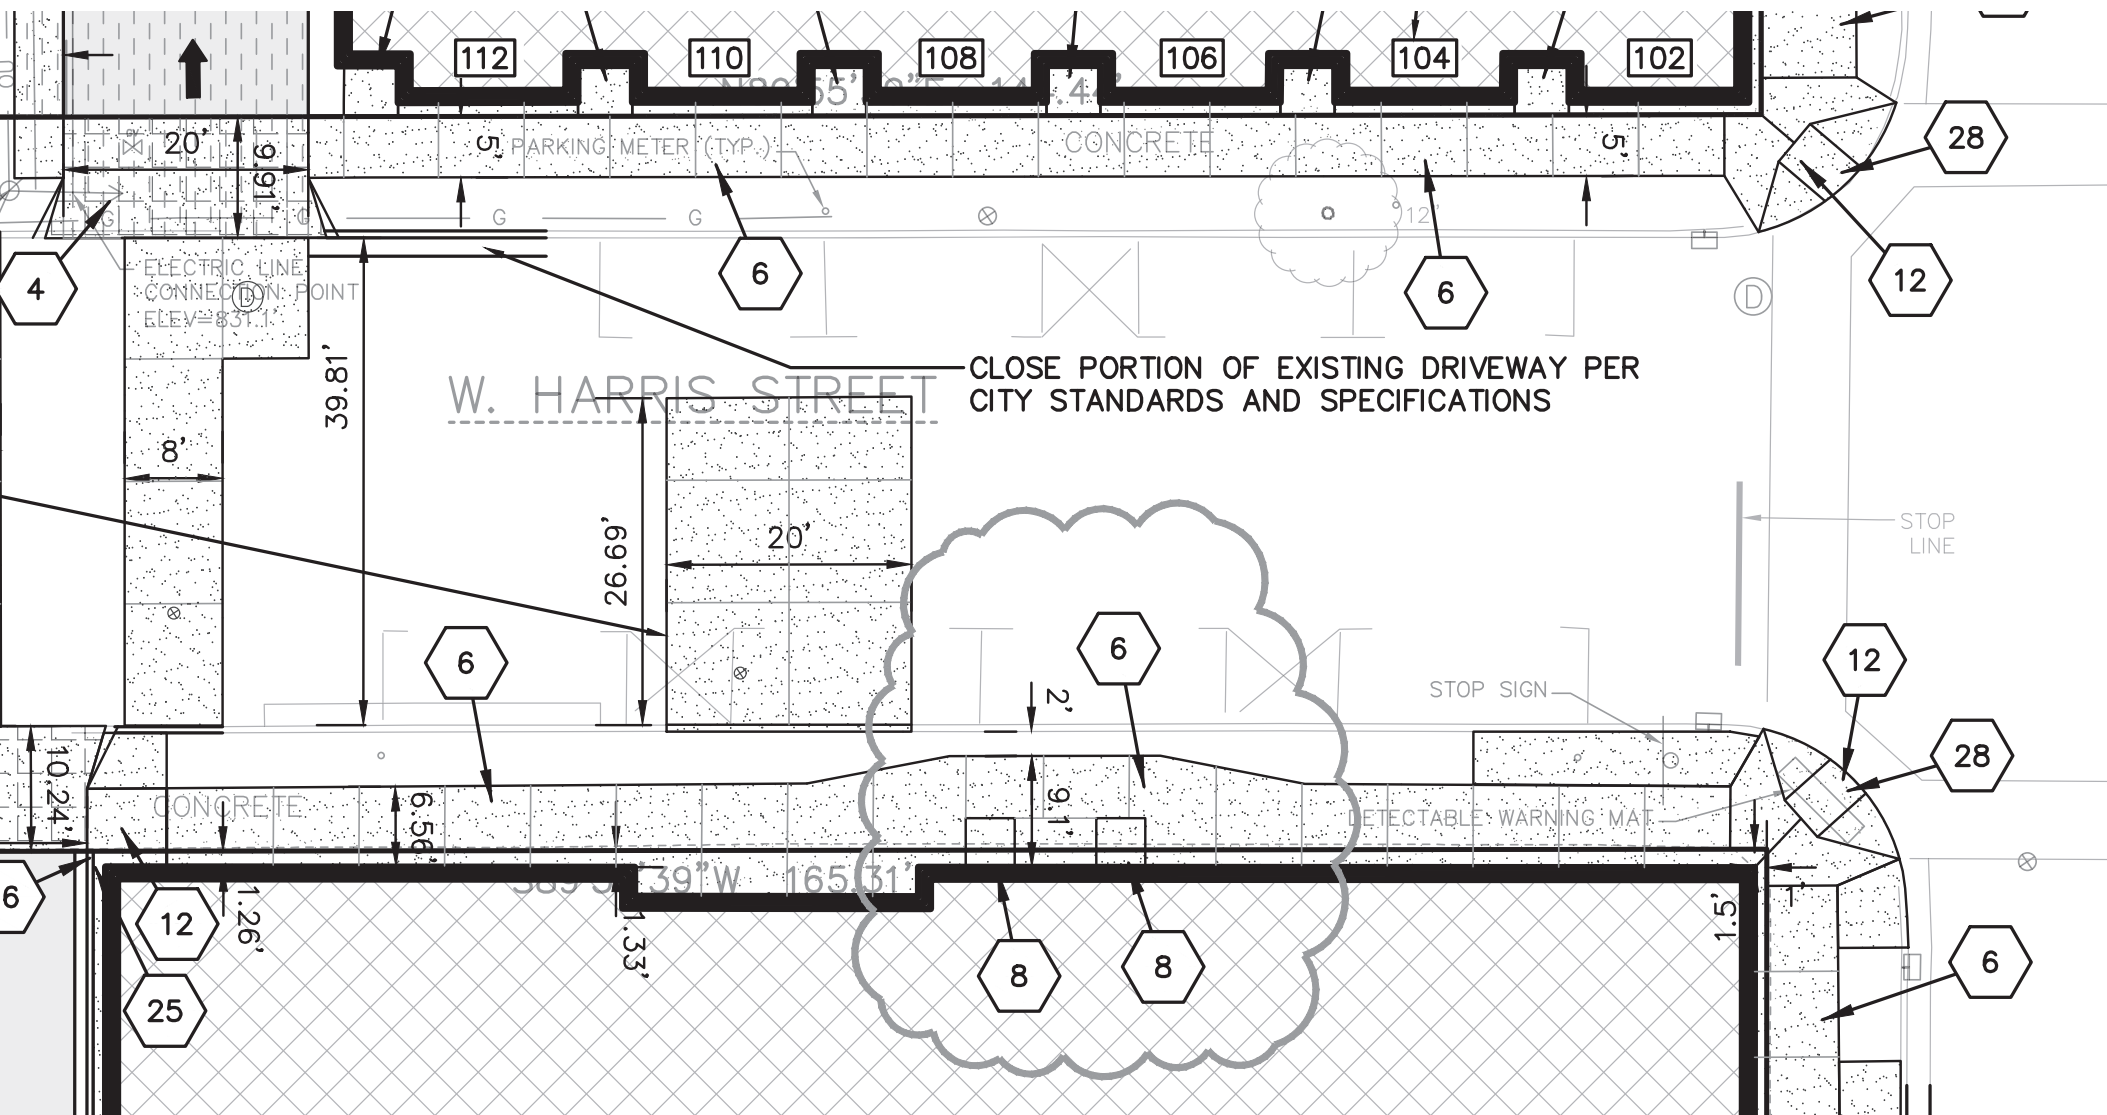 112
110
108
106
104
102
20'
9.91'
5'
PARKING METER (TYP.)
CONCRETE
5'
28
G
G
G
G
12"
4
ELECTRIC LINE
CONNECTION POINT
ELEV=831.1'
D
6
6
D
12
39.81'
W. HARRIS STREET
CLOSE PORTION OF EXISTING DRIVEWAY PER
CITY STANDARDS AND SPECIFICATIONS
8'
26.69'
20'
STOP
LINE
6
6
2'
STOP SIGN
12
28
10.24'
CONCRETE
6.56'
9.1'
DETECTABLE WARNING MAT
39"W 165.31'
6
12
1.26'
1.33'
8
8
1.5'
1'
6
25